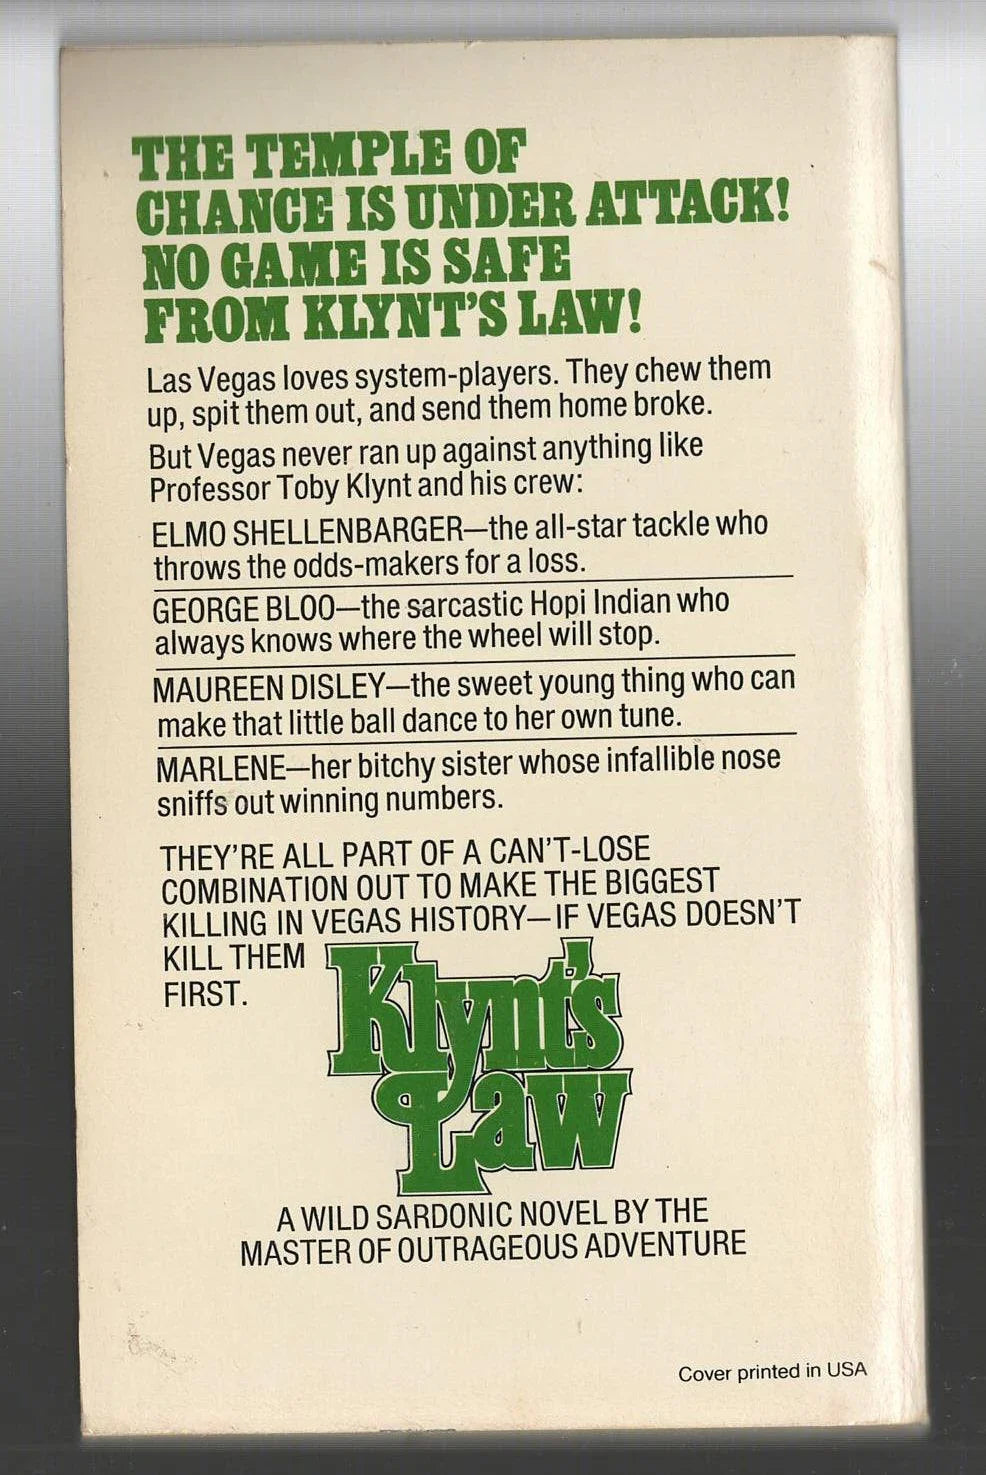 THE TEMPLE OF
CHANCE IS UNDER ATTACK!
NO GAME IS SAFE
FROM KLYNT'S LAW!
Las Vegas loves system-players. They chew them
up, spit them out, and send them home broke.
But Vegas never ran up against anything like
Professor Toby Klynt and his crew:
ELMO SHELLENBARGER—the all-star tackle who
throws the odds-makers for a loss.
GEORGE BLOO—the sarcastic Hopi Indian who
always knows where the wheel will stop.
MAUREEN DISLEY—the sweet young thing who can
make that little ball dance to her own tune.
MARLENE—her bitchy sister whose infallible nose
sniffs out winning numbers.
THEY'RE ALL PART OF A CAN'T-LOSE
COMBINATION OUT TO MAKE THE BIGGEST
KILLING IN VEGAS HISTORY—IF VEGAS DOESN'T
KILL THEM
FIRST.
Klynt's
Law
A WILD SARDONIC NOVEL BY THE
MASTER OF OUTRAGEOUS ADVENTURE
Cover printed in USA